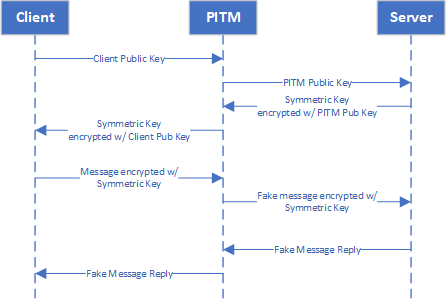 Client
PITM
Server
Client Public Key
PITM Public Key
Symmetric Key
encrypted w/ PITM Pub Key
Symmetric Key
encrypted w/ Client Pub Key
Message encrypted w/
Symmetric Key
Fake message encrypted w/
Symmetric Key
Fake Message Reply
Fake Message Reply